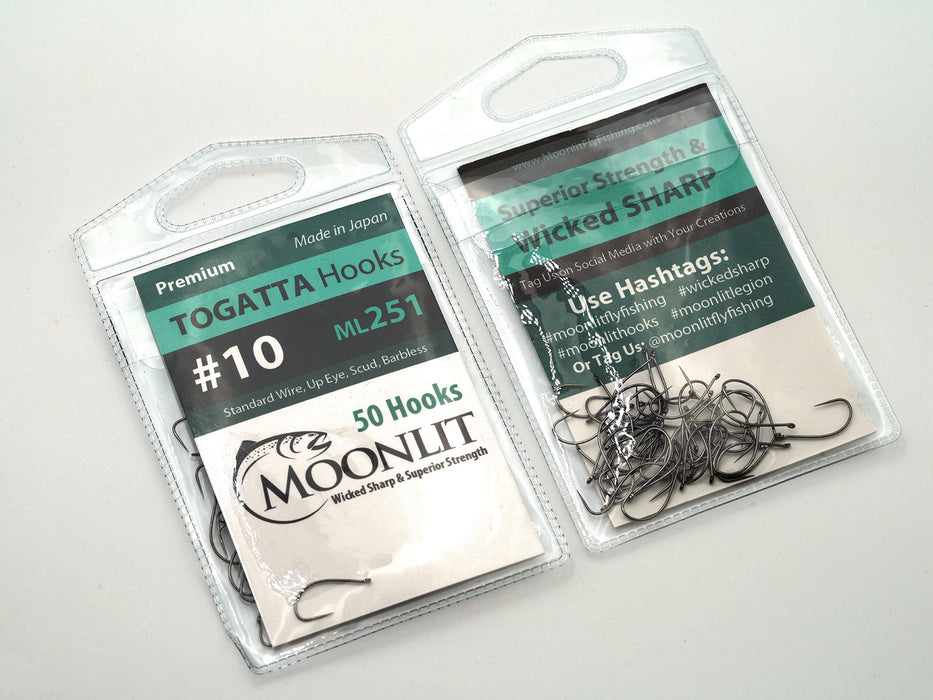 Premium
Made in Japan
TOGATTA Hooks
#10
ML251
Standard Wire, Up Eye, Scud, Barbless
50 Hooks
MOONLIT
Wicked Sharp & Superior Strength
www.MoonlitFlyFishing.com
Superior Strength &
Wicked SHARP
Tag Us on Social Media with Your Creations
Use Hashtags:
#moonlitflyfishing #wickedsharp
#moonlithooks #moonlitlegion
or Tag Us: @moonlitflyfishing